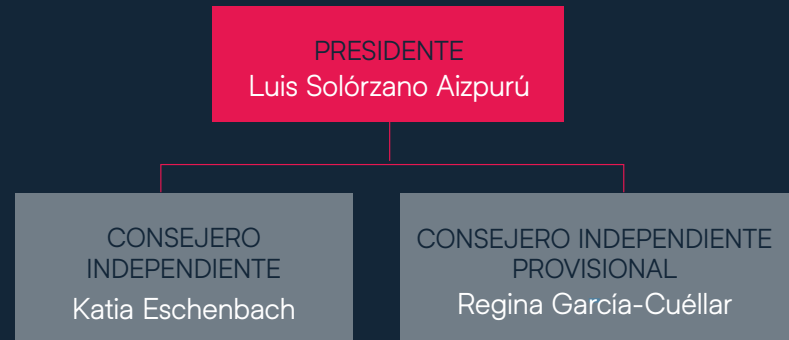 PRESIDENTE
Luis Solórzano Aizpurú
CONSEJERO
INDEPENDIENTE
Katia Eschenbach
CONSEJERO INDEPENDIENTE
PROVISIONAL
Regina García-Cuéllar